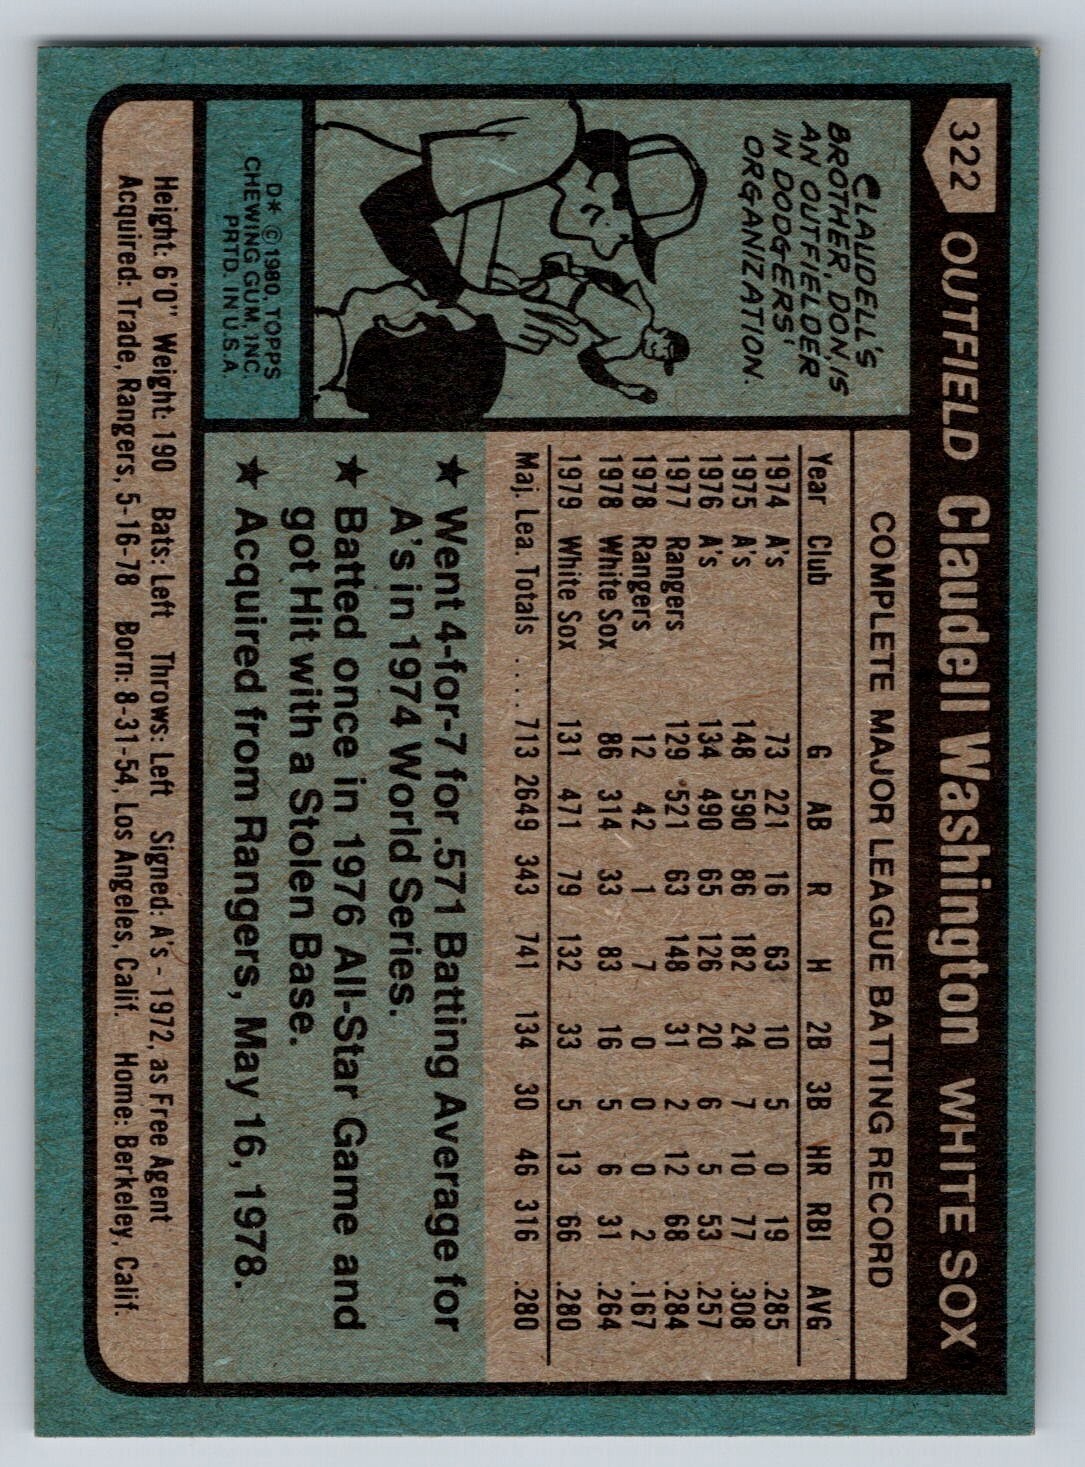 322 OUTFIELD Claudell Washington WHITE SOX
CLAUDELL'S
BROTHER, DON, IS
AN OUTFIELDER
IN DODGERS'
ORGANIZATION.
D* ©1980, TOPPS
CHEWING GUM, INC.
PRTD. IN U.S.A.
COMPLETE MAJOR LEAGUE BATTING RECORD
Year Club G AB R H 2B 3B HR RBI AVG
1974 A's 73 221 16 63 10 5 0 19 .285
1975 A's 148 590 86 182 24 7 10 77 .308
1976 A's 134 490 65 126 20 6 5 53 .257
1977 Rangers 129 521 63 148 31 2 12 68 .284
1978 Rangers 12 42 1 7 0 0 0 2 .167
1978 White Sox 86 314 33 83 16 5 6 31 .264
1979 White Sox 131 471 79 132 33 5 13 66 .280
Maj. Lea. Totals . . . . 713 2649 343 741 134 30 46 316 .280
★ Went 4-for-7 for .571 Batting Average for
A's in 1974 World Series.
★ Batted once in 1976 All-Star Game and
got Hit with a Stolen Base.
★ Acquired from Rangers, May 16, 1978.
Height: 6'0" Weight: 190 Bats: Left Throws: Left Signed: A's - 1972, as Free Agent
Acquired: Trade, Rangers, 5-16-78 Born: 8-31-54, Los Angeles, Calif. Home: Berkeley, Calif.